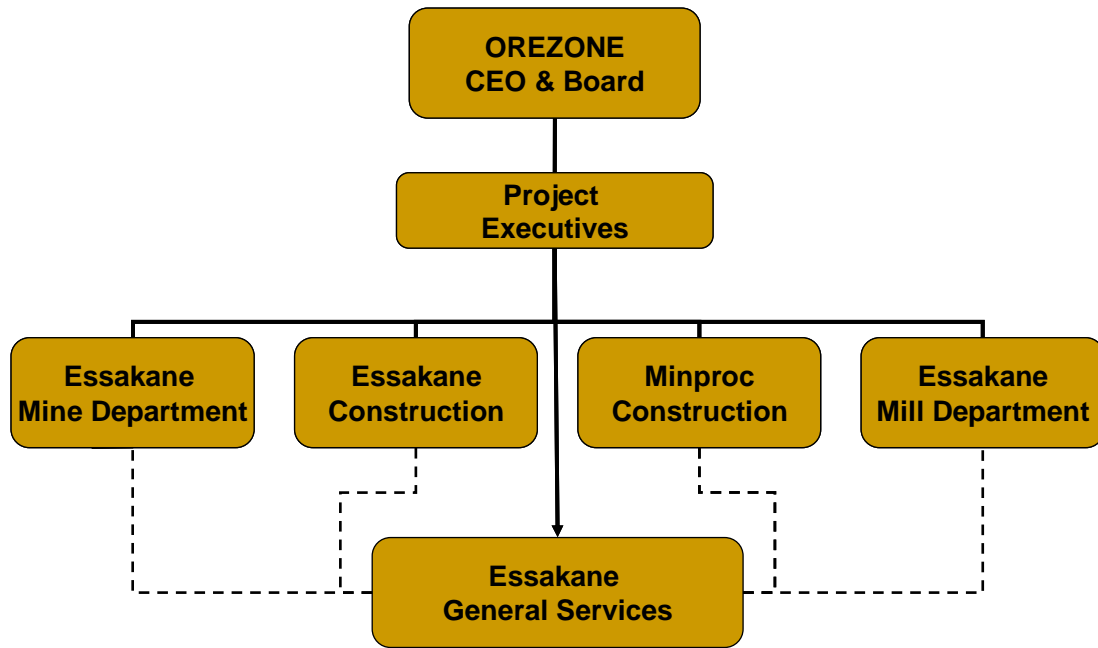 OREZONE
CEO & Board
Project
Executives
Essakane
Mine Department
Essakane
Construction
Minproc
Construction
Essakane
Mill Department
Essakane
General Services